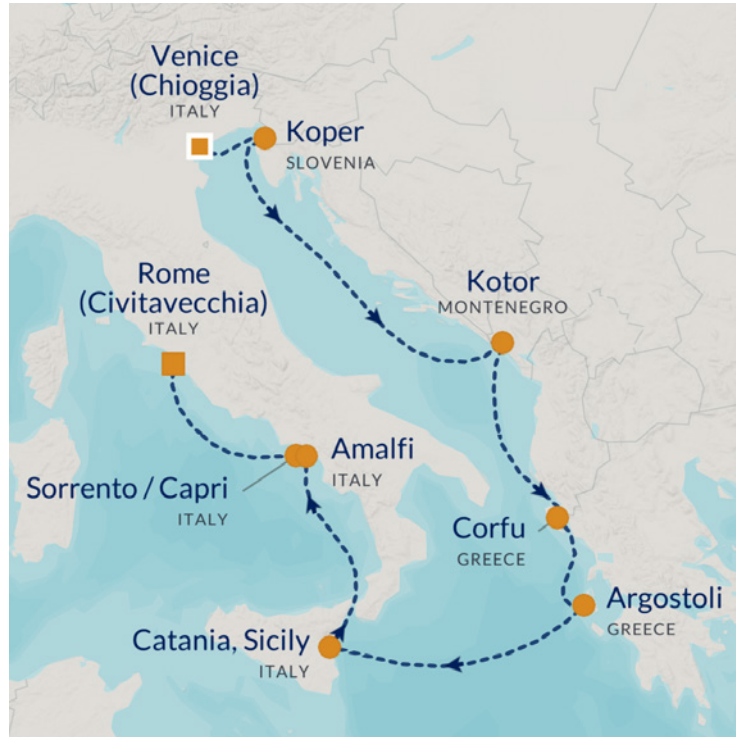 Venice
(Chioggia)
ITALY
Koper
SLOVENIA
Rome
(Civitavecchia)
ITALY
Kotor
MONTENEGRO
Amalfi
ITALY
Sorrento / Capri
ITALY
Corfu
GREECE
Argostoli
GREECE
Catania, Sicily
ITALY